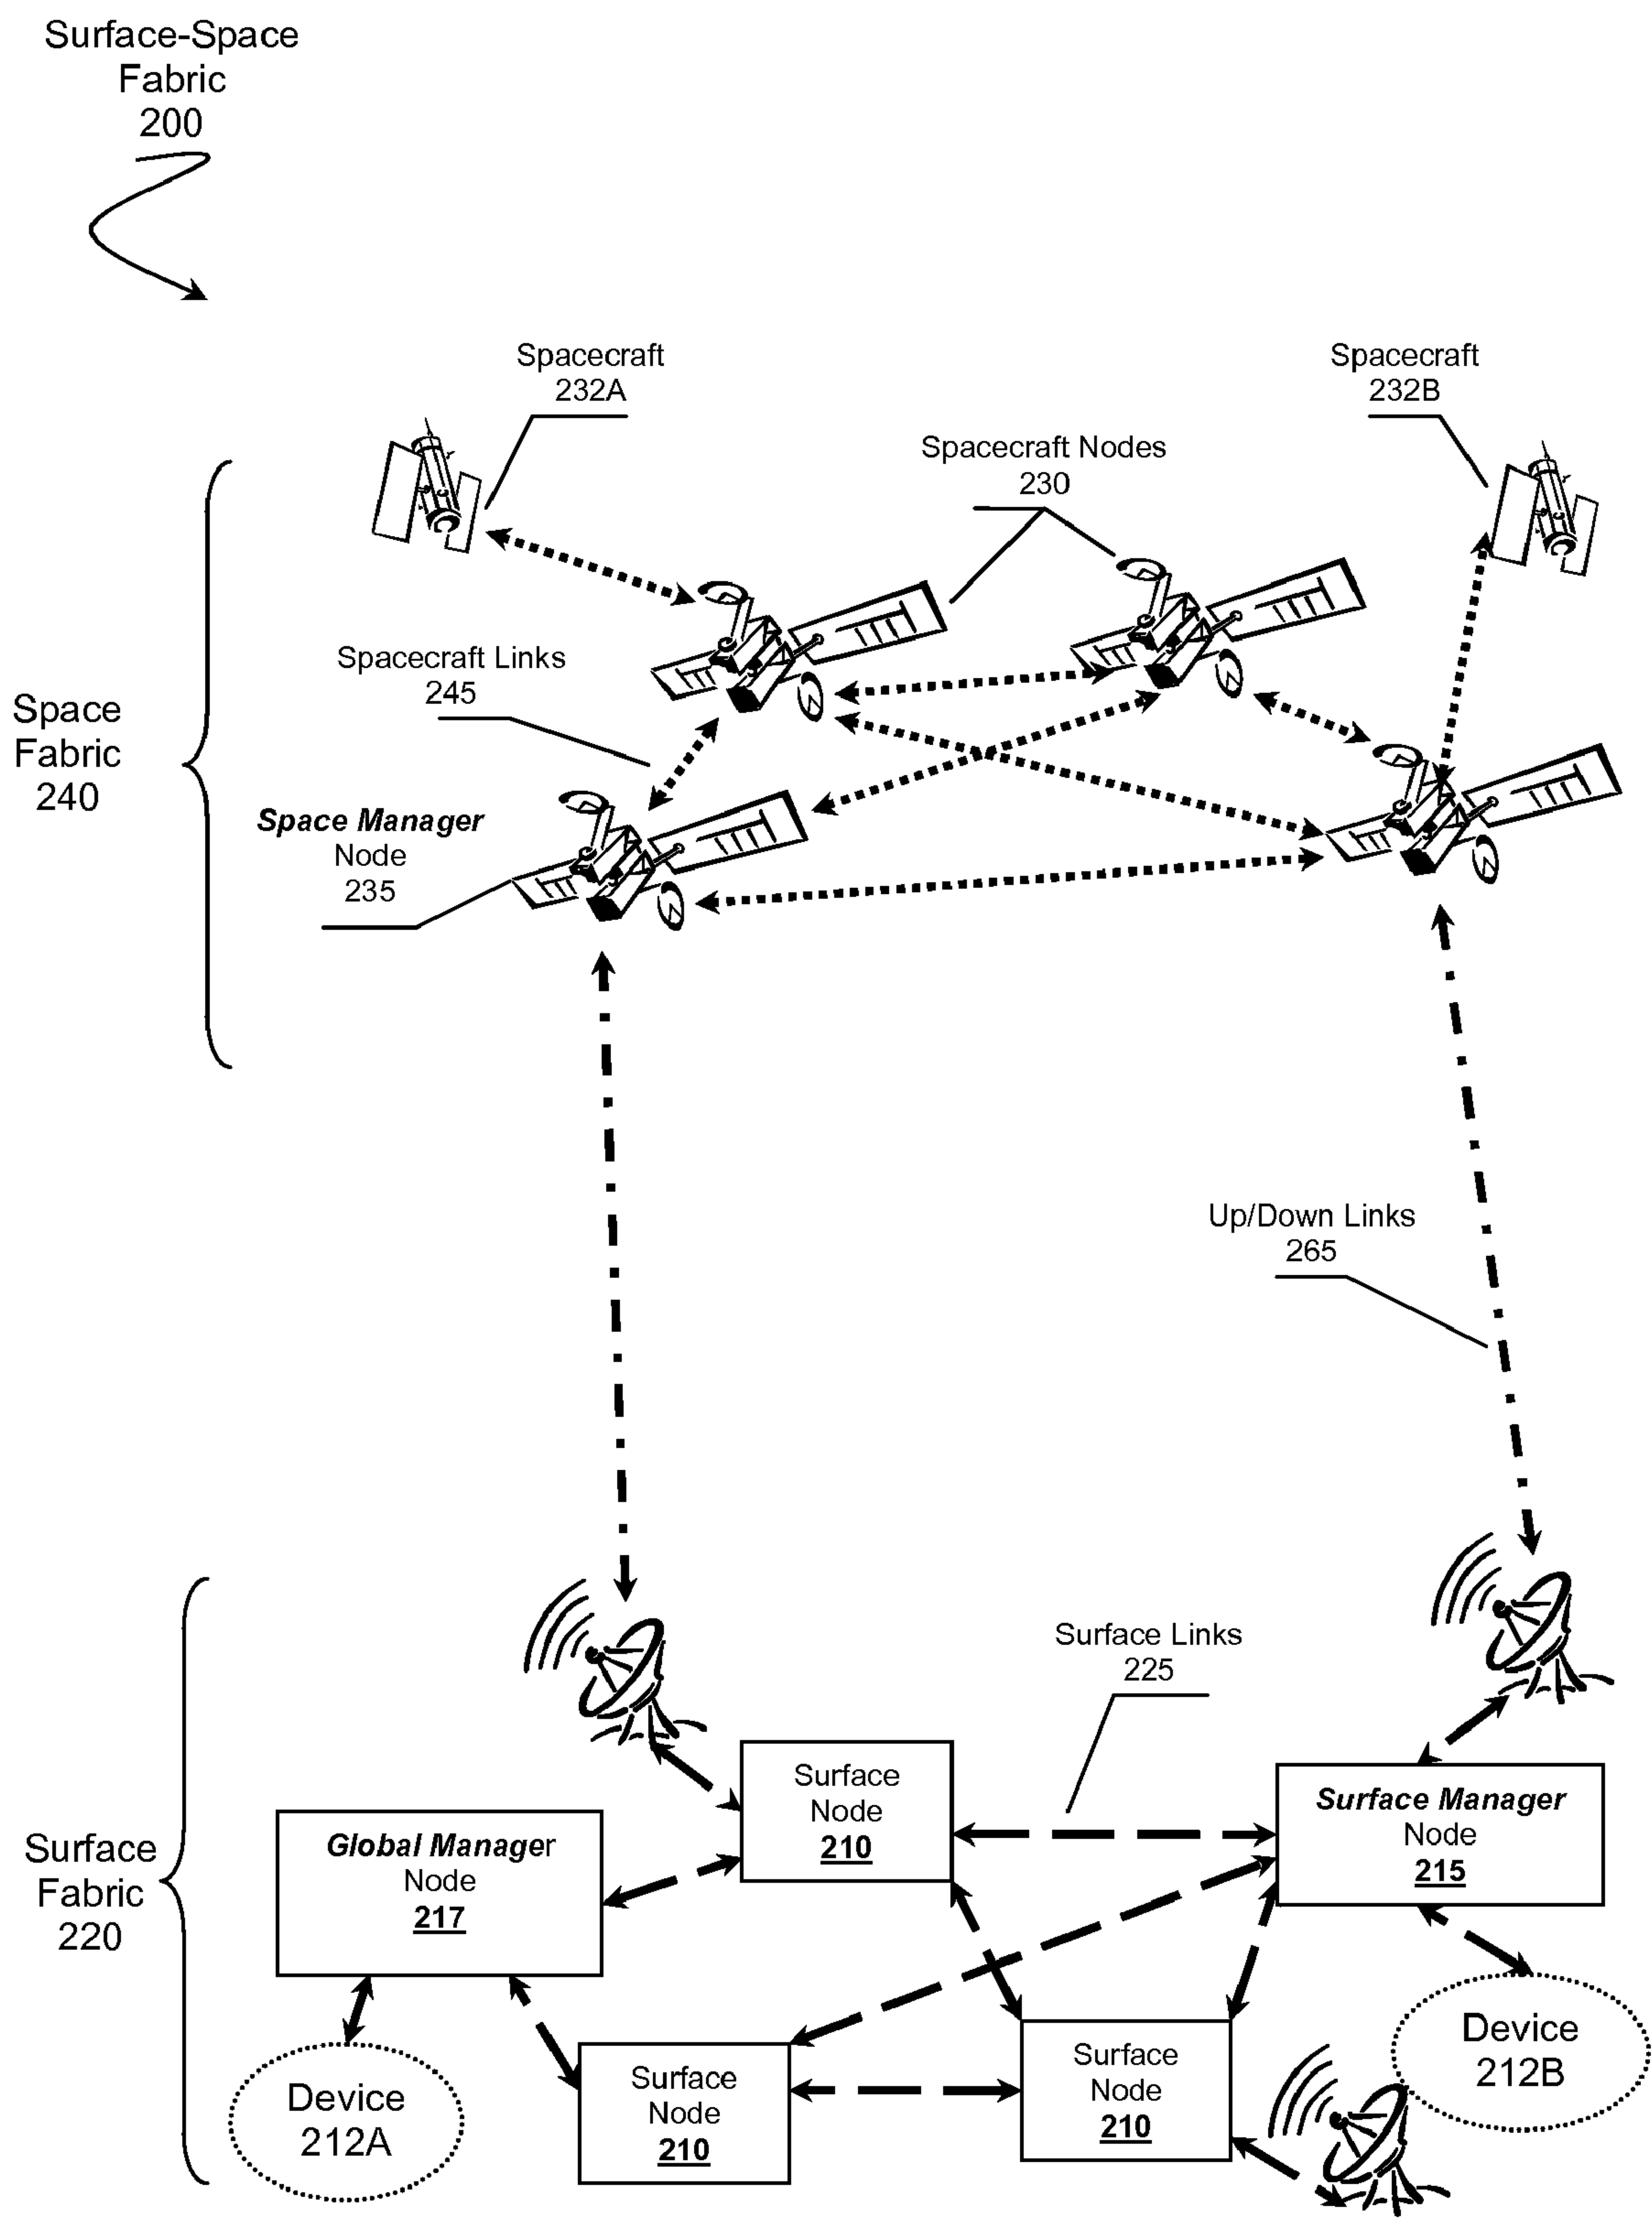 Surface-Space
Fabric
200
Spacecraft
232A
Spacecraft
232B
Spacecraft Nodes
230
Spacecraft Links
245
Space
Fabric
240
Space Manager
Node
235
Up/Down Links
265
Surface Links
225
Surface
Node
210
Surface Manager
Node
215
Global Manager
Node
217
Surface
Fabric
220
Device
212B
Surface
Node
210
Surface
Node
210
Device
212A